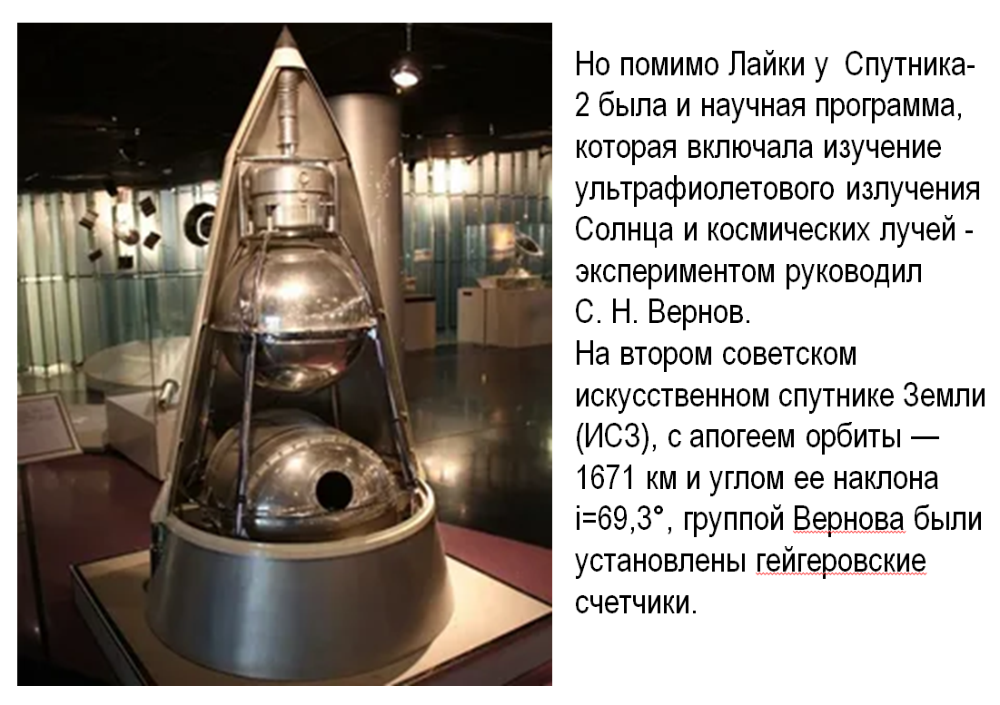 Но помимо Лайки у  Спутника-
2 была и научная программа,
которая включала изучение
ультрафиолетового излучения
Солнца и космических лучей -
экспериментом руководил
С. Н. Вернов.
На втором советском
искусственном спутнике Земли
(ИСЗ), с апогеем орбиты —
1671 км и углом ее наклона
i=69,3°, группой Вернова были
установлены гейгеровские
счетчики.